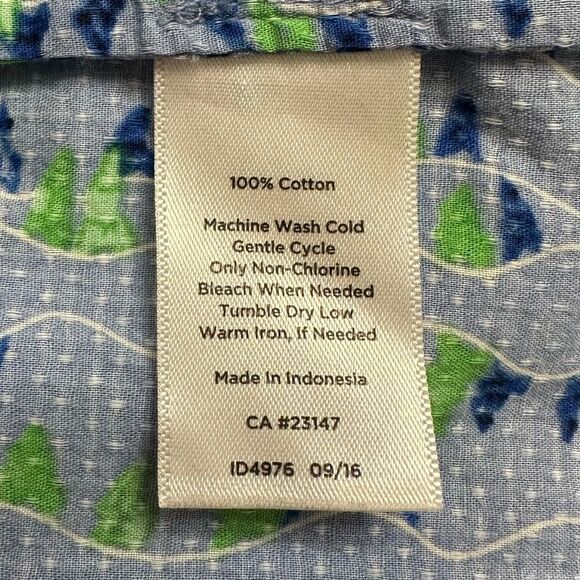 100% Cotton
Machine Wash Cold
Gentle Cycle
Only Non-Chlorine
Bleach When Needed
Tumble Dry Low
Warm Iron, If Needed
Made In Indonesia
CA #23147
ID4976 09/16